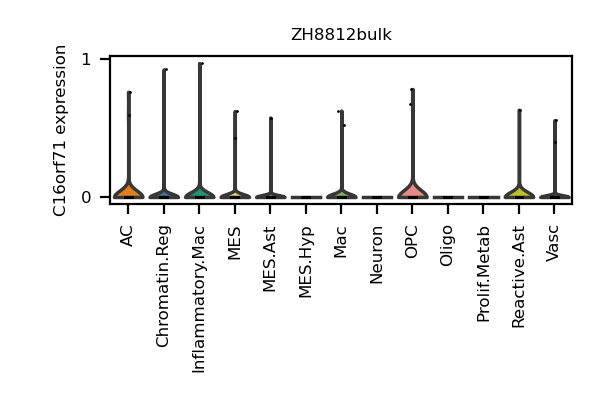 ZH8812bulk
C16orf71 expression
1
0
AC
Chromatin.Reg
Inflammatory.Mac
MES
MES.Ast
MES.Hyp
Mac
Neuron
OPC
Oligo
Prolif.Metab
Reactive.Ast
Vasc